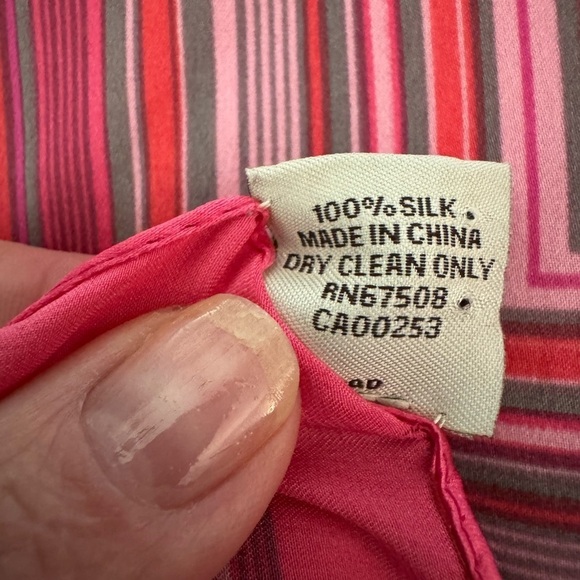 100% SILK
MADE IN CHINA
DRY CLEAN ONLY
RN67508
CA00253